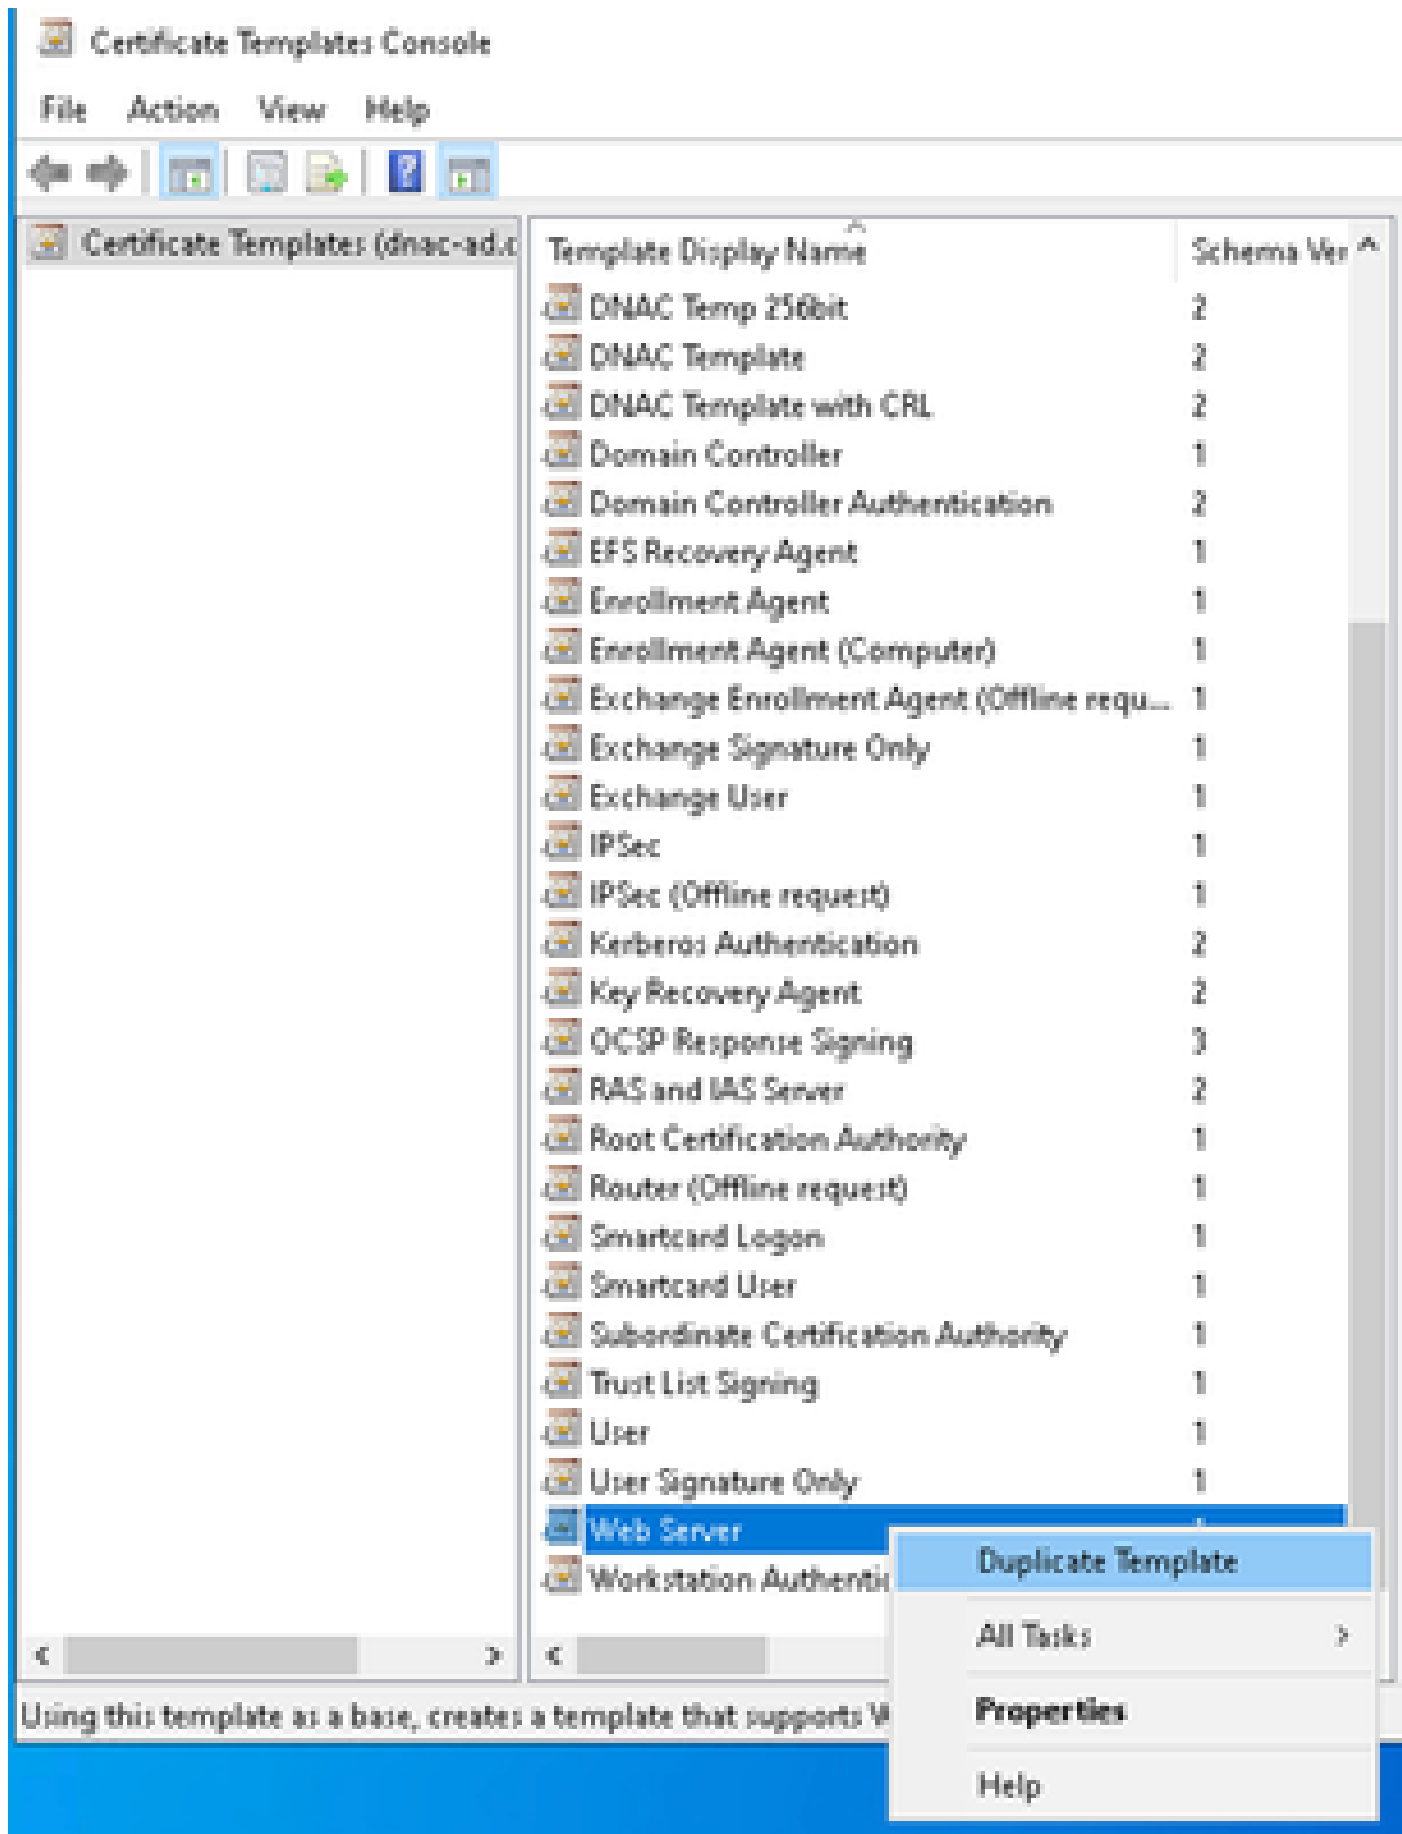 Certificate Templates Console
File Action View Help
Certificate Templates (dnac-ad.c
Template Display Name Schema Ver
DNAC Temp 256bit 2
DNAC Template 2
DNAC Template with CRL 2
Domain Controller 1
Domain Controller Authentication 2
EFS Recovery Agent 1
Enrollment Agent 1
Enrollment Agent (Computer) 1
Exchange Enrollment Agent (Offline requ... 1
Exchange Signature Only 1
Exchange User 1
IPSec 1
IPSec (Offline request) 1
Kerberos Authentication 2
Key Recovery Agent 2
OCSP Response Signing 3
RAS and IAS Server 2
Root Certification Authority 1
Router (Offline request) 1
Smartcard Logon 1
Smartcard User 1
Subordinate Certification Authority 1
Trust List Signing 1
User 1
User Signature Only 1
Web Server
Workstation Authentic
Duplicate Template
All Tasks
Properties
Help
Using this template as a base, creates a template that supports W